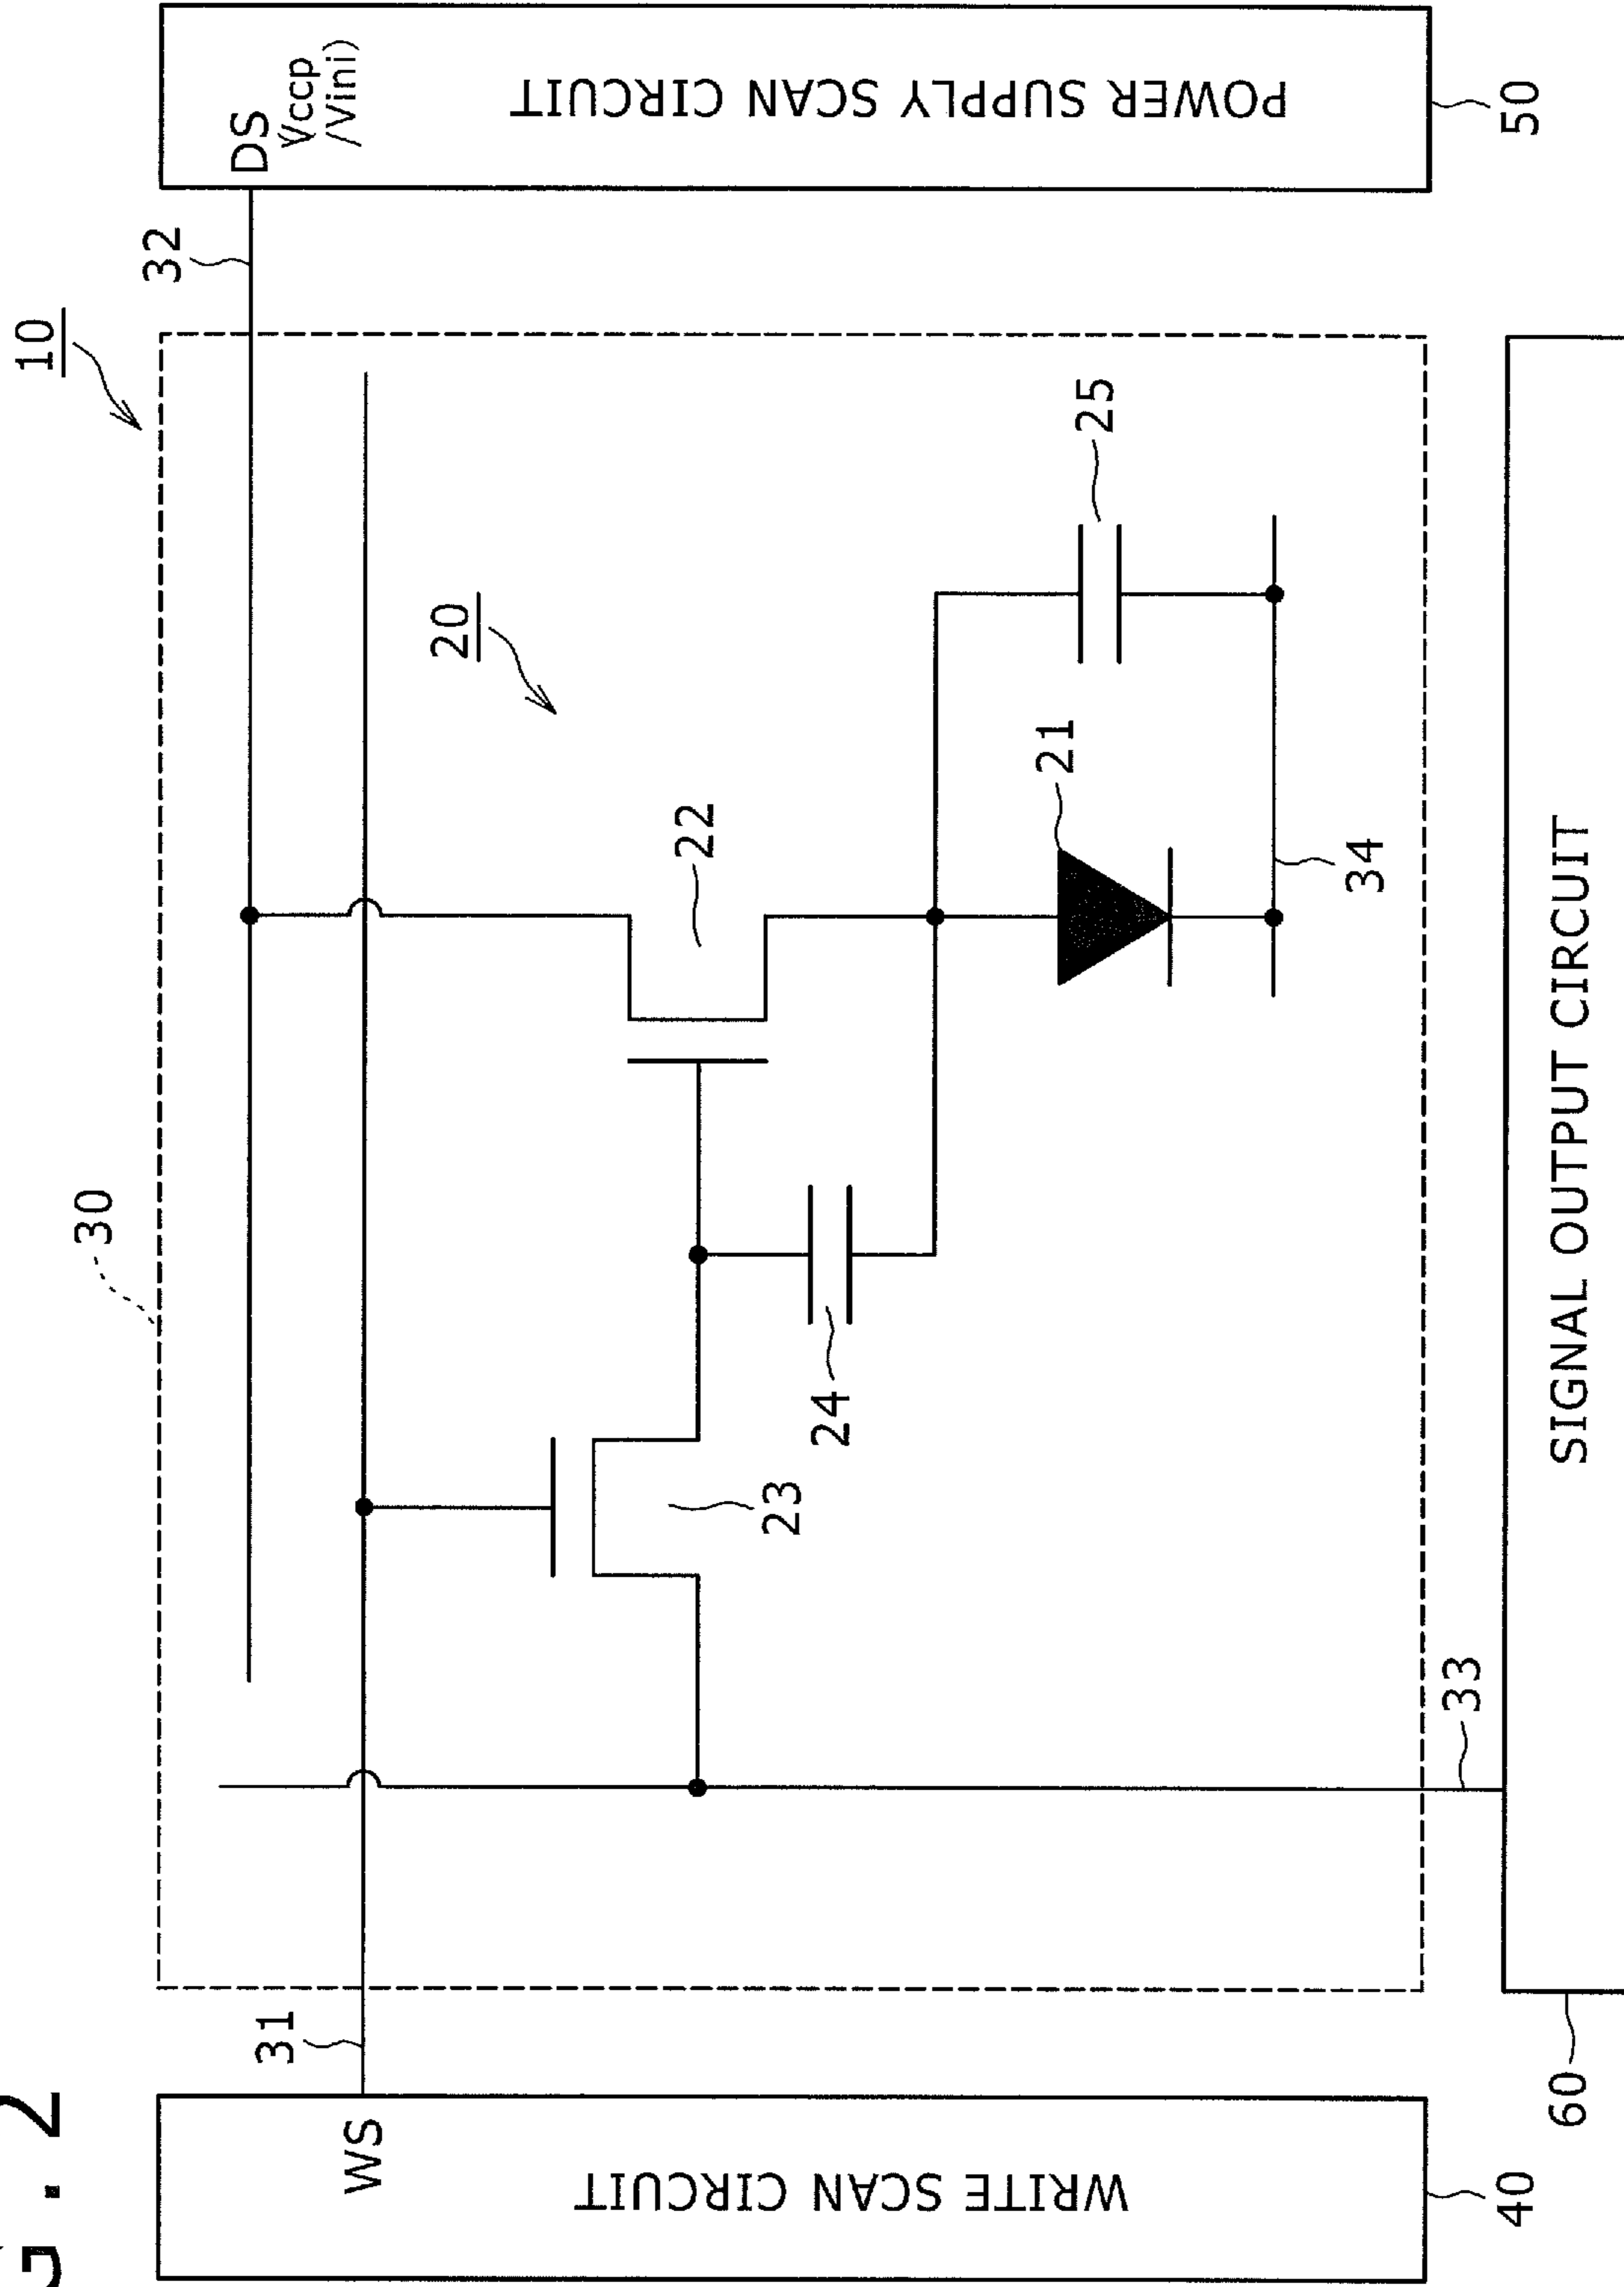 G. 2
10
30
32
DS
Vccp
/Vini)
POWER SUPPLY SCAN CIRCUIT
50
20
22
21
25
24
23
34
31
WS
WRITE SCAN CIRCUIT
40
33
60
SIGNAL OUTPUT CIRCUIT